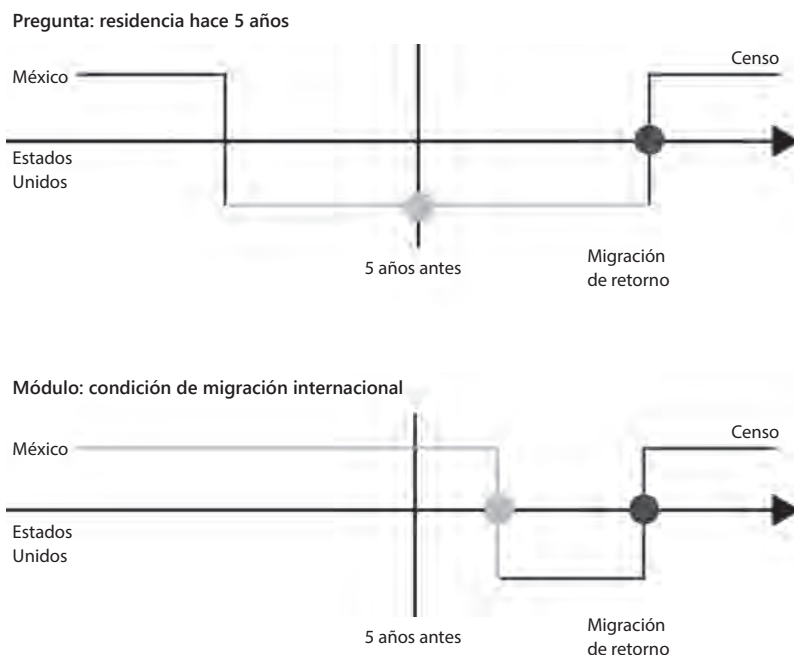 Pregunta: residencia hace 5 años
Censo
México
Estados
Unidos
5 años antes
Migración
de retorno
Módulo: condición de migración internacional
Censo
México
Estados
Unidos
5 años antes
Migración
de retorno